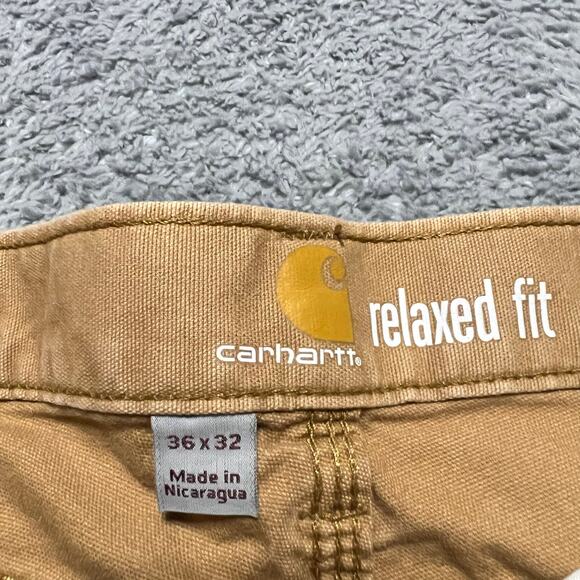 carhartt®
relaxed fit
36 x 32
Made in
Nicaragua